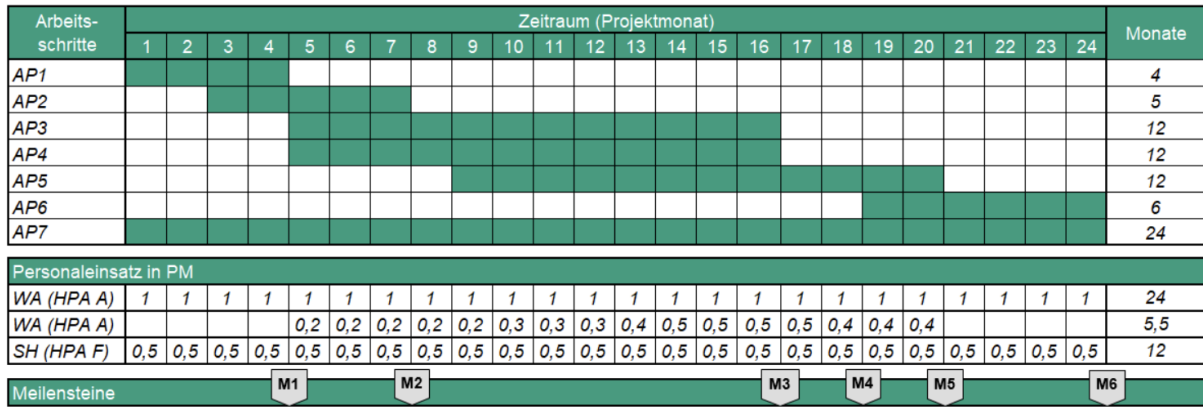 Arbeits-
schritte
Zeitraum (Projektmonat)
Monate
1 2 3 4 5 6 7 8 9 10 11 12 13 14 15 16 17 18 19 20 21 22 23 24
AP1 4
AP2 5
AP3 12
AP4 12
AP5 12
AP6 6
AP7 24
Personaleinsatz in PM
WA (HPA A) 1 1 1 1 1 1 1 1 1 1 1 1 1 1 1 1 1 1 1 1 1 1 1 1 24
WA (HPA A) 0,2 0,2 0,2 0,2 0,2 0,3 0,3 0,3 0,4 0,5 0,5 0,5 0,5 0,4 0,4 0,4 5,5
SH (HPA F) 0,5 0,5 0,5 0,5 0,5 0,5 0,5 0,5 0,5 0,5 0,5 0,5 0,5 0,5 0,5 0,5 0,5 0,5 0,5 0,5 0,5 0,5 0,5 0,5 12
Meilensteine M1 M2 M3 M4 M5 M6